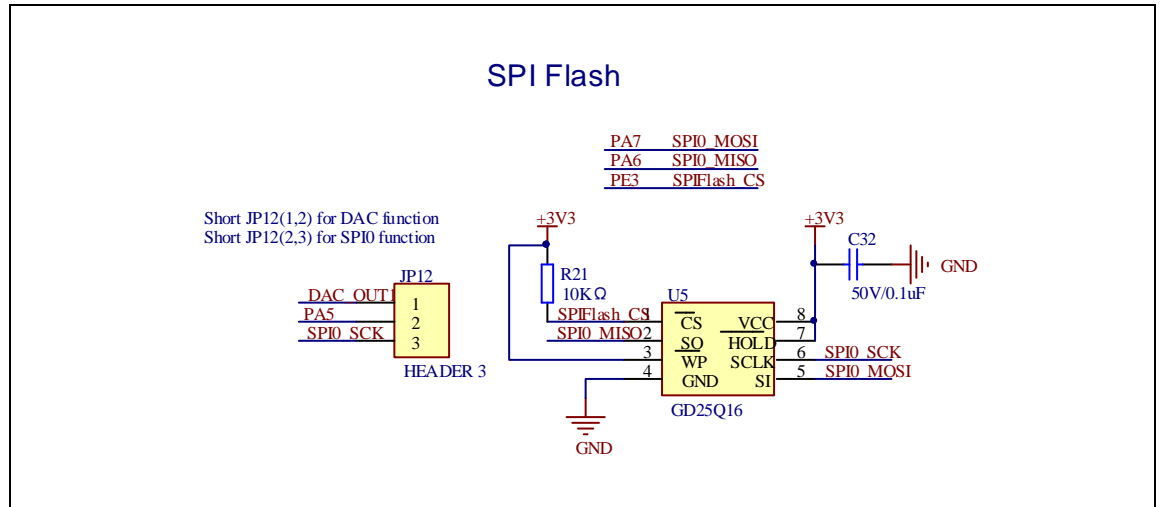 SPI Flash
PA7 SPI0_MOSI
PA6 SPI0_MISO
PE3 SPIFlash_CS
Short JP12(1,2) for DAC function
Short JP12(2,3) for SPI0 function
+3V3
+3V3
C32
GND
50V/0.1uF
R21
10KΩ
JP12
DAC_OUT1 1
PA5 2
SPI0_SCK 3
HEADER 3
U5
SPIFlash_CS 1 CS VCC 8
SPI0_MISO 2 SO HOLD 7
3 WP SCLK 6 SPI0_SCK
4 GND SI 5 SPI0_MOSI
GD25Q16
GND